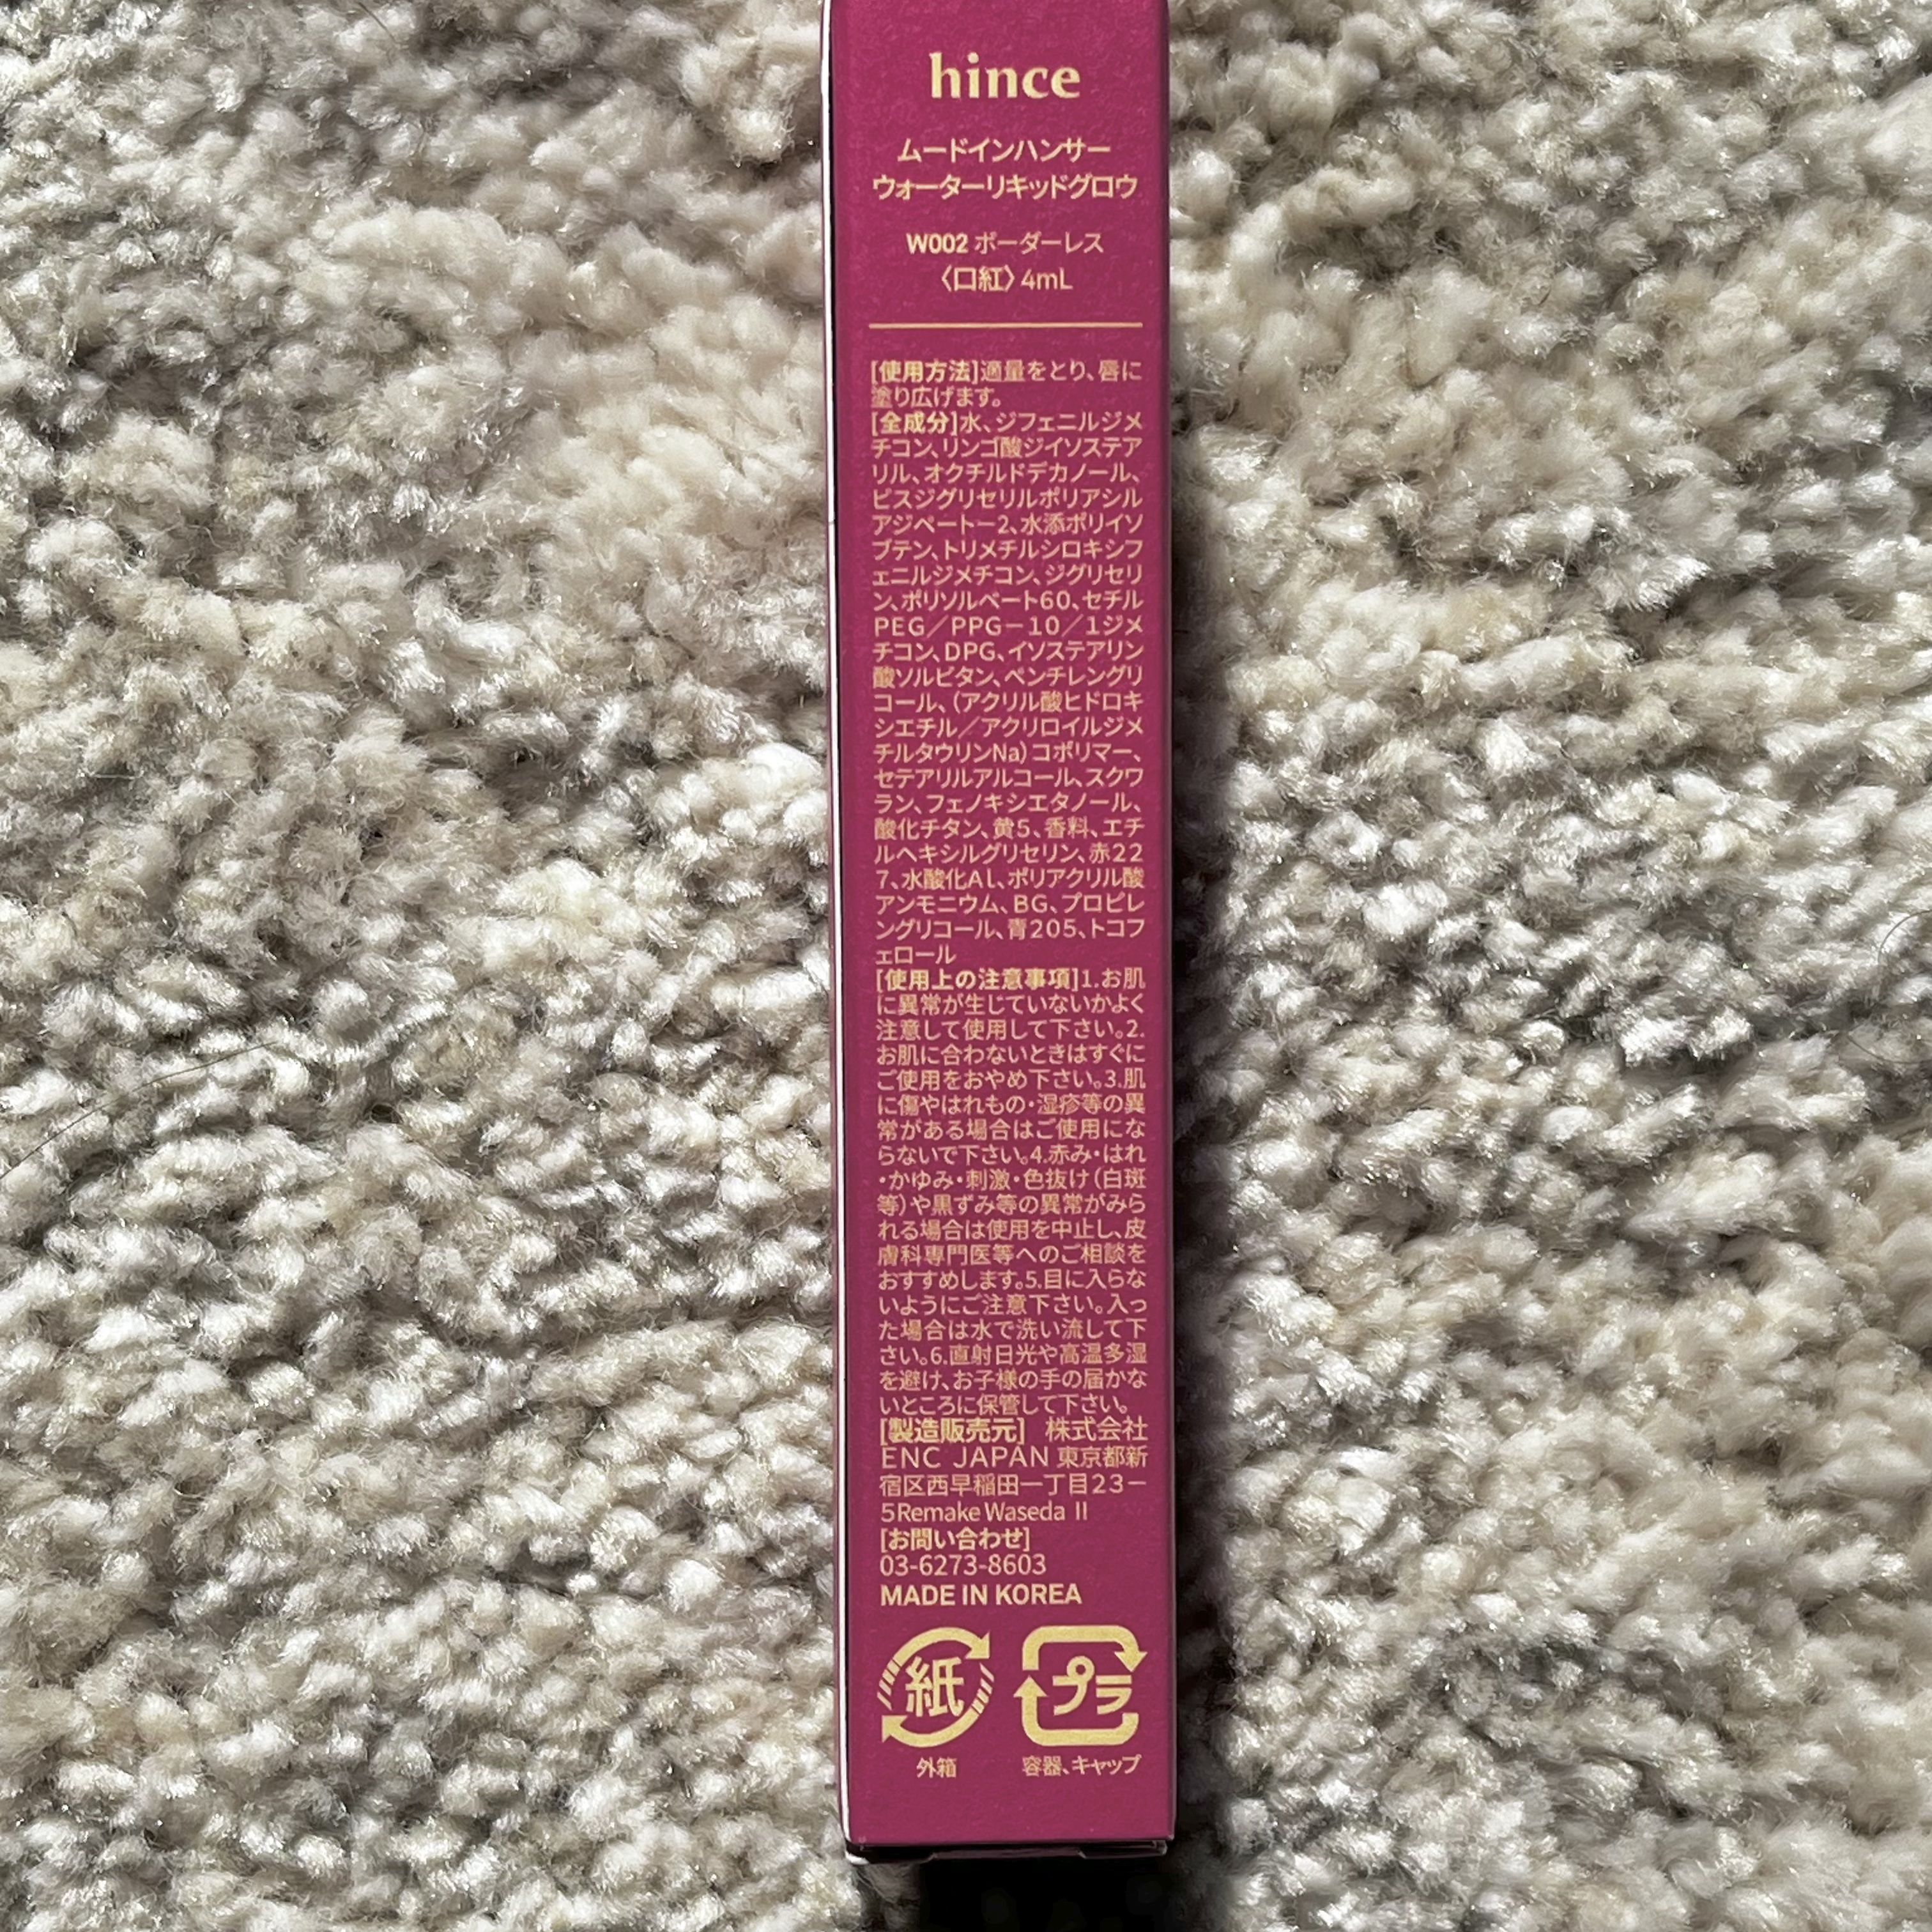 hince
ムードインハンサー
ウォーターリキッドグロウ
W002 ボーダーレス
〈口紅〉4mL
[使用方法]適量をとり、唇に
塗り広げます。
[全成分]水、ジフェニルジメ
チコン、リンゴ酸ジイソステア
リル、オクチルドデカノール、
ビスジグリセリルポリアシル
アジペート－2、水添ポリイソ
ブテン、トリメチルシロキシフ
ェニルジメチコン、ジグリセリ
ン、ポリソルベート60、セチル
PEG／PPG－10／1ジメ
チコン、DPG、イソステアリン
酸ソルビタン、ペンチレングリ
コール、(アクリル酸ヒドロキ
シエチル／アクリロイルジメ
チルタウリンNa)コポリマー、
セテアリルアルコール、スクワ
ラン、フェノキシエタノール、
酸化チタン、黄5、香料、エチ
ルヘキシルグリセリン、赤22
7、水酸化Al、ポリアクリル酸
アンモニウム、BG、プロピレ
ングリコール、青205、トコフ
ェロール
[使用上の注意事項]1.お肌
に異常が生じていないかよく
注意して使用して下さい。2.
お肌に合わないときはすぐに
ご使用をおやめ下さい。3.肌
に傷やはれもの・湿疹等の異
常がある場合はご使用にな
らないで下さい。4.赤み・はれ
・かゆみ・刺激・色抜け(白斑
等)や黒ずみ等の異常がみら
れる場合は使用を中止し、皮
膚科専門医等へのご相談を
おすすめします。5.目に入らな
いようにご注意下さい。入っ
た場合は水で洗い流して下
さい。6.直射日光や高温多湿
を避け、お子様の手の届かな
いところに保管して下さい。
[製造販売元] 株式会社
ENC JAPAN 東京都新
宿区西早稲田一丁目23－
5Remake Waseda Ⅱ
[お問い合わせ]
03-6273-8603
MADE IN KOREA
紙 プラ
外箱 容器、キャップ